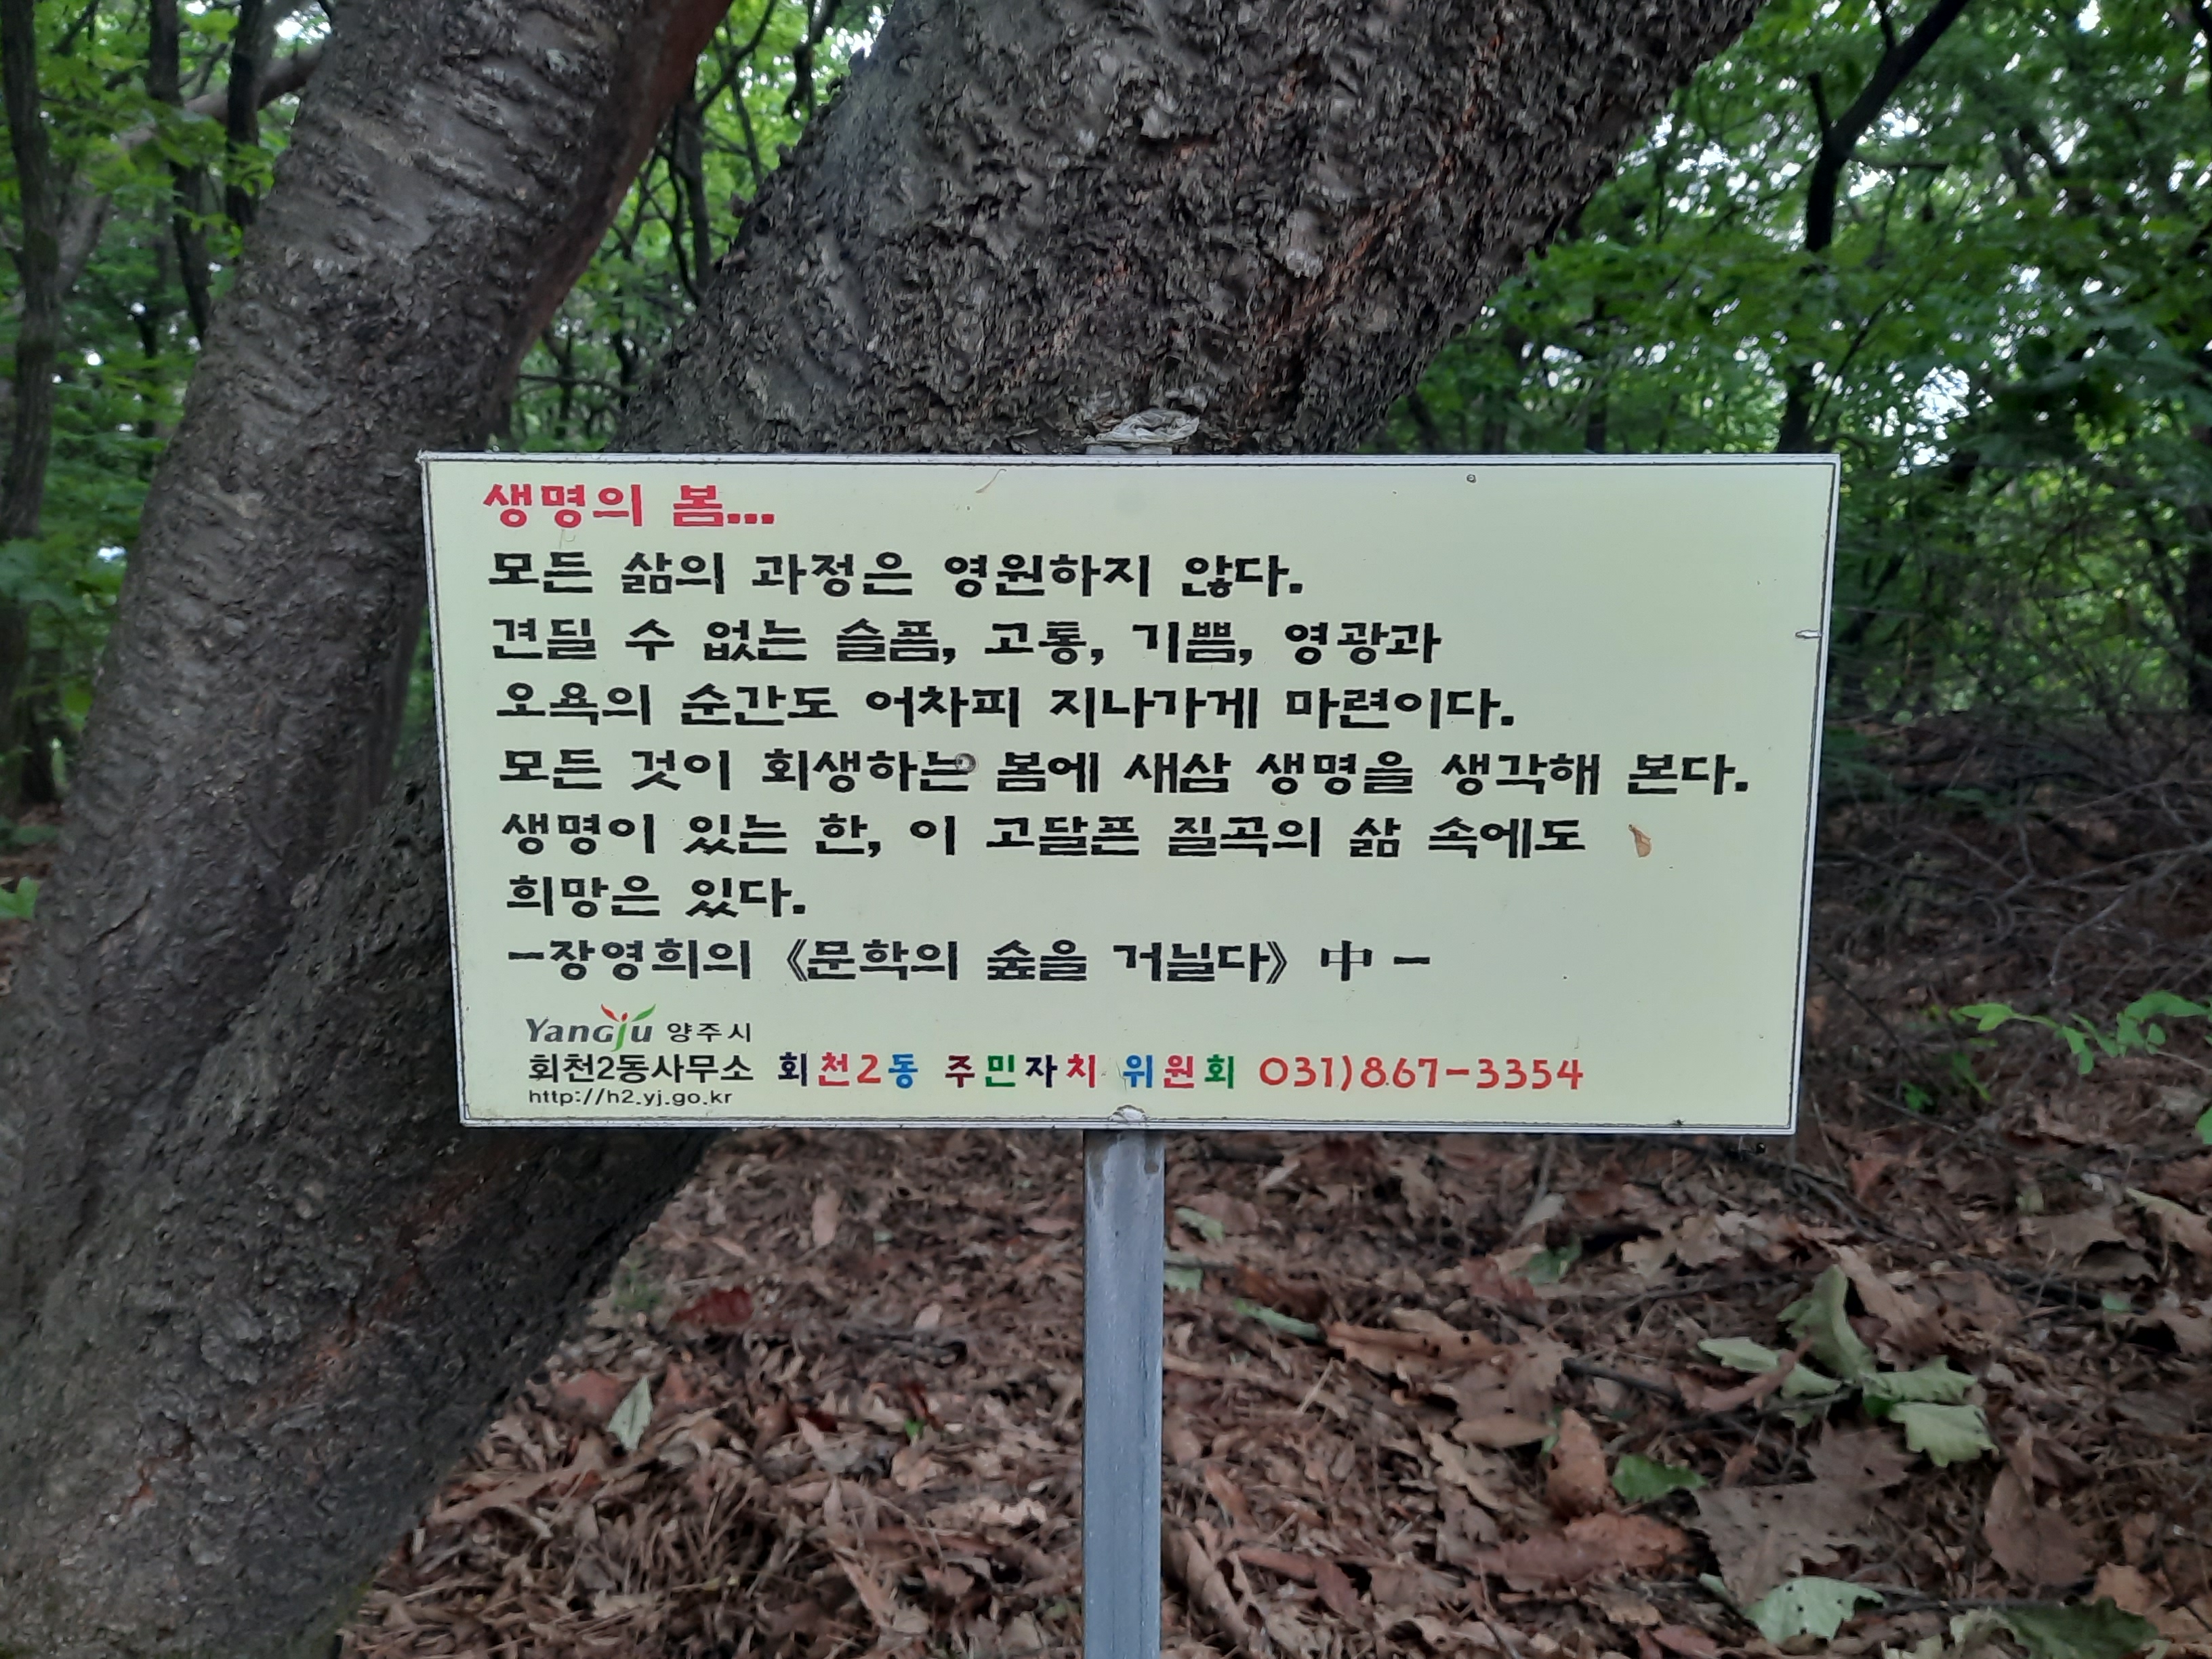 생명의 봄...
모든 삶의 과정은 영원하지 않다.
견딜 수 없는 슬픔, 고통, 기쁨, 영광과
오욕의 순간도 어차피 지나가게 마련이다.
모든 것이 회생하는 봄에 새삼 생명을 생각해 본다.
생명이 있는 한, 이 고달픈 질곡의 삶 속에도
희망은 있다.
-장영희의 《문학의 숲을 거닐다》 中 -
Yangju 양주시
회천2동사무소 회천2동 주민자치 위원회 031)867-3354
http://h2.yj.go.kr